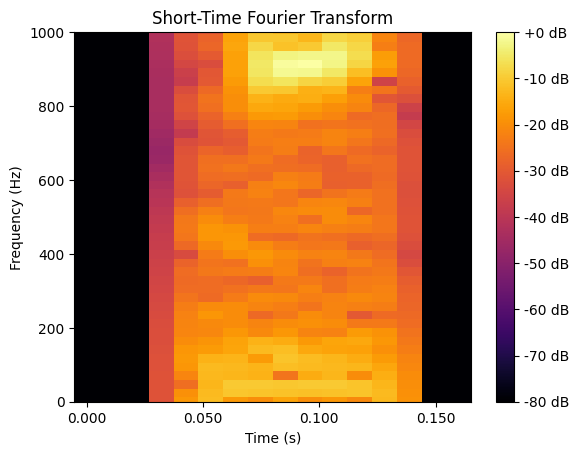 Short-Time Fourier Transform
1000
800
600
400
200
0
Frequency (Hz)
0.000
0.050
0.100
0.150
Time (s)
+0 dB
-10 dB
-20 dB
-30 dB
-40 dB
-50 dB
-60 dB
-70 dB
-80 dB